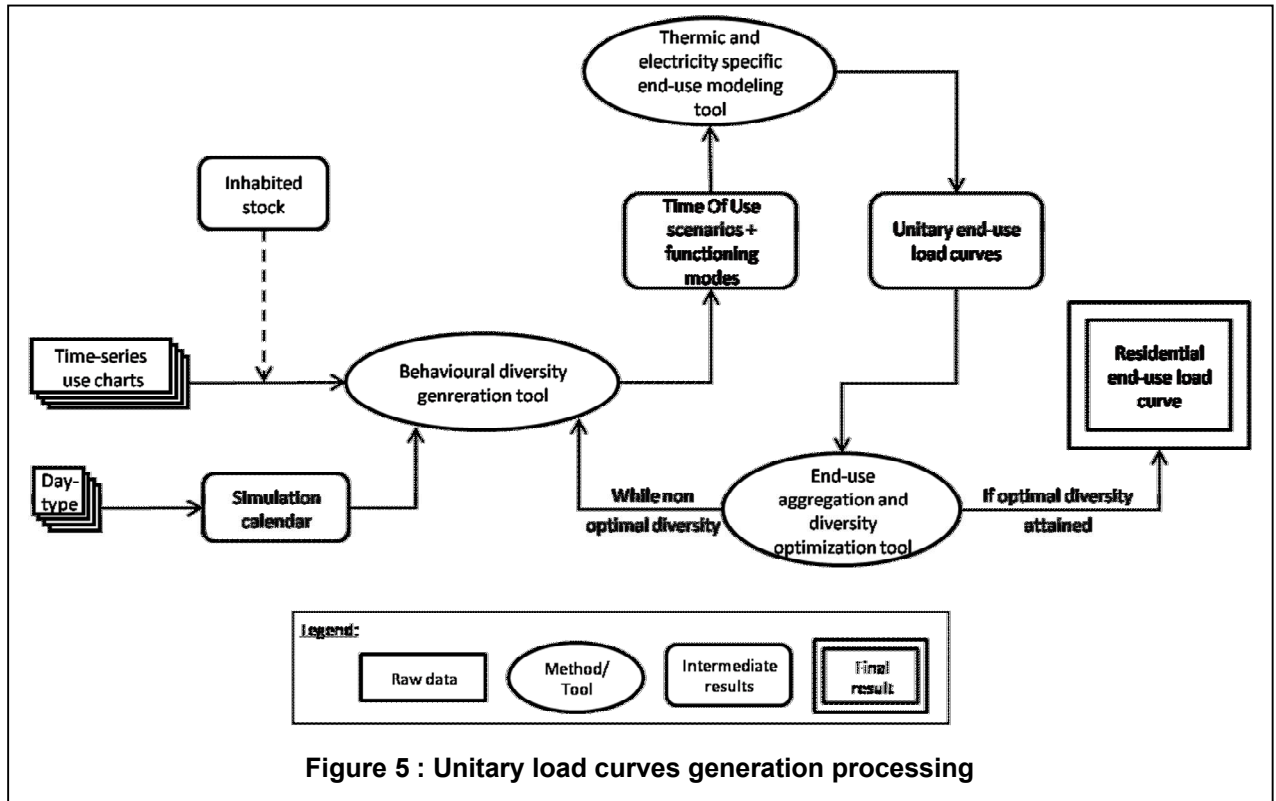 Thermic and
electricity specific
end-use modeling
tool
Inhabited
stock
Time Of Use
scenarios +
functioning
modes
Unitary end-use
load curves
Time-series
use charts
Behavioural diversity
genreration tool
Residential
end-use load
curve
Day-
type
Simulation
calendar
While non
optimal diversity
End-use
aggregation and
diversity
optimization tool
If optimal diversity
attained
Legend:
Raw data
Method/
Tool
Intermediate
results
Final
result
Figure 5 : Unitary load curves generation processing